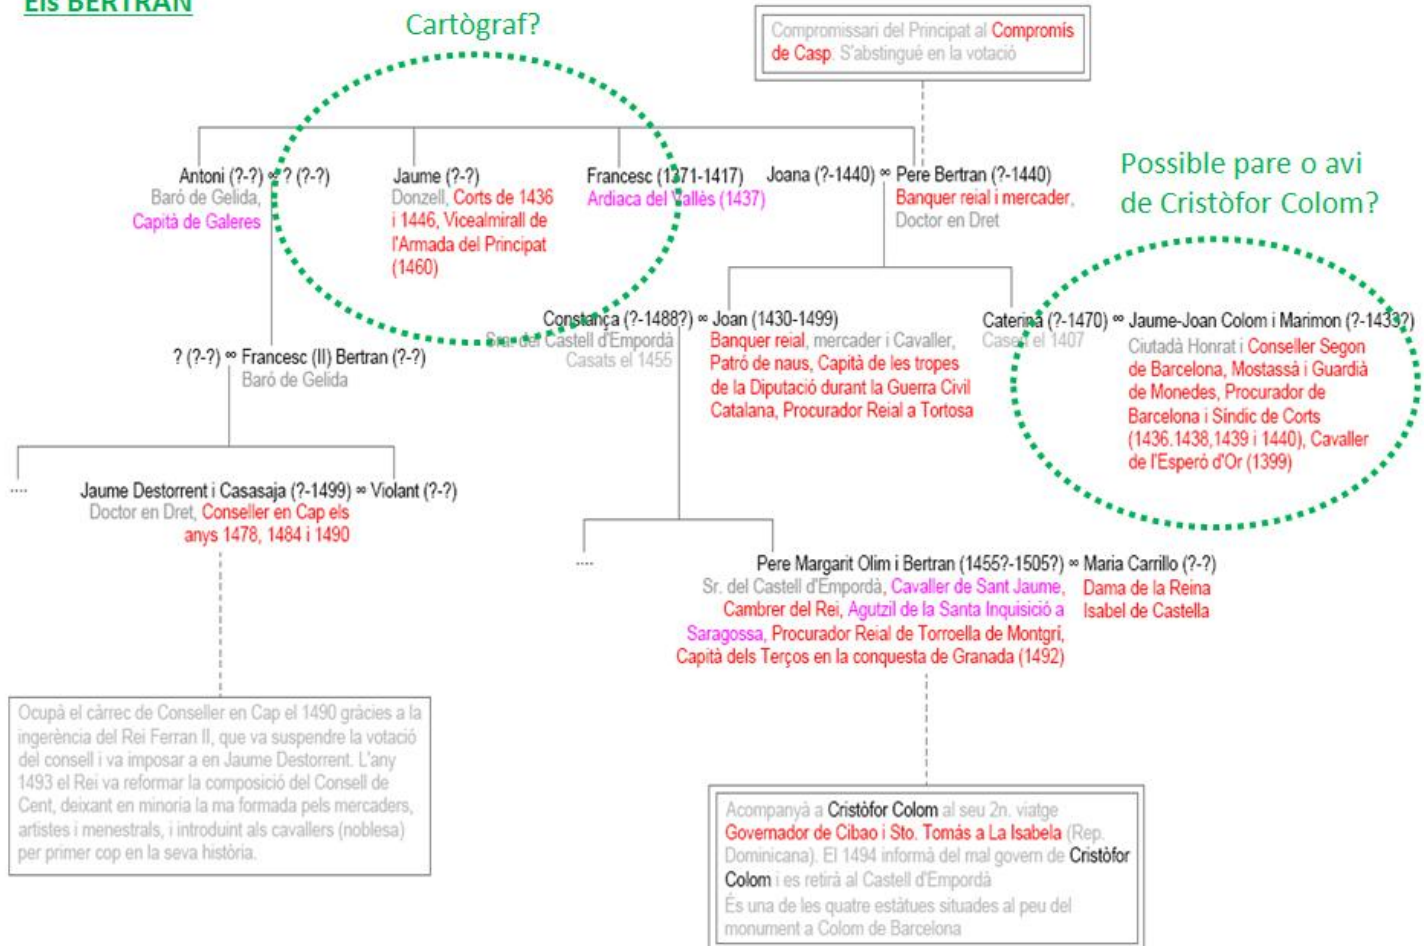 Els BERTRAN
Cartògraf?
Compromissari del Principat al Compromís
de Casp. S'abstingué en la votació
Antoni (?-?) ∞ ? (?-?)
Baró de Gelida,
Capità de Galeres
Jaume (?-?)
Donzell, Corts de 1436
i 1446, Vicealmirall de
l'Armada del Principat
(1460)
Francesc (1371-1417)
Ardiaca del Vallès (1437)
Joana (?-1440) ∞ Pere Bertran (?-1440)
Banquer reial i mercader,
Doctor en Dret
Possible pare o avi
de Cristòfor Colom?
? (?-?) ∞ Francesc (II) Bertran (?-?)
Baró de Gelida
Constança (?-1488?) ∞ Joan (1430-1499)
Sra. del Castell d'Empordà
Casats el 1455
Banquer reial, mercader i Cavaller,
Patró de naus, Capità de les tropes
de la Diputació durant la Guerra Civil
Catalana, Procurador Reial a Tortosa
Caterina (?-1470) ∞ Jaume-Joan Colom i Marimon (?-1433?)
Casen el 1407
Ciutadà Honrat i Conseller Segon
de Barcelona, Mostassà i Guardià
de Monedes, Procurador de
Barcelona i Síndic de Corts
(1436.1438,1439 i 1440), Cavaller
de l'Esperó d'Or (1399)
....
Jaume Destorrent i Casasaja (?-1499) ∞ Violant (?-?)
Doctor en Dret, Conseller en Cap els
anys 1478, 1484 i 1490
....
Pere Margarit Olim i Bertran (1455?-1505?) ∞ Maria Carrillo (?-?)
Sr. del Castell d'Empordà, Cavaller de Sant Jaume,
Cambrer del Rei, Agutzil de la Santa Inquisició a
Saragossa, Procurador Reial de Torroella de Montgrí,
Capità dels Terços en la conquesta de Granada (1492)
Dama de la Reina
Isabel de Castella
Ocupà el càrrec de Conseller en Cap el 1490 gràcies a la
ingerència del Rei Ferran II, que va suspendre la votació
del consell i va imposar a en Jaume Destorrent. L'any
1493 el Rei va reformar la composició del Consell de
Cent, deixant en minoria la ma formada pels mercaders,
artistes i menestrals, i introduint als cavallers (noblesa)
per primer cop en la seva història.
Acompanyà a Cristòfor Colom al seu 2n. viatge
Governador de Cibao i Sto. Tomás a La Isabela (Rep.
Dominicana). El 1494 informà del mal govern de Cristòfor
Colom i es retirà al Castell d'Empordà
És una de les quatre estàtues situades al peu del
monument a Colom de Barcelona